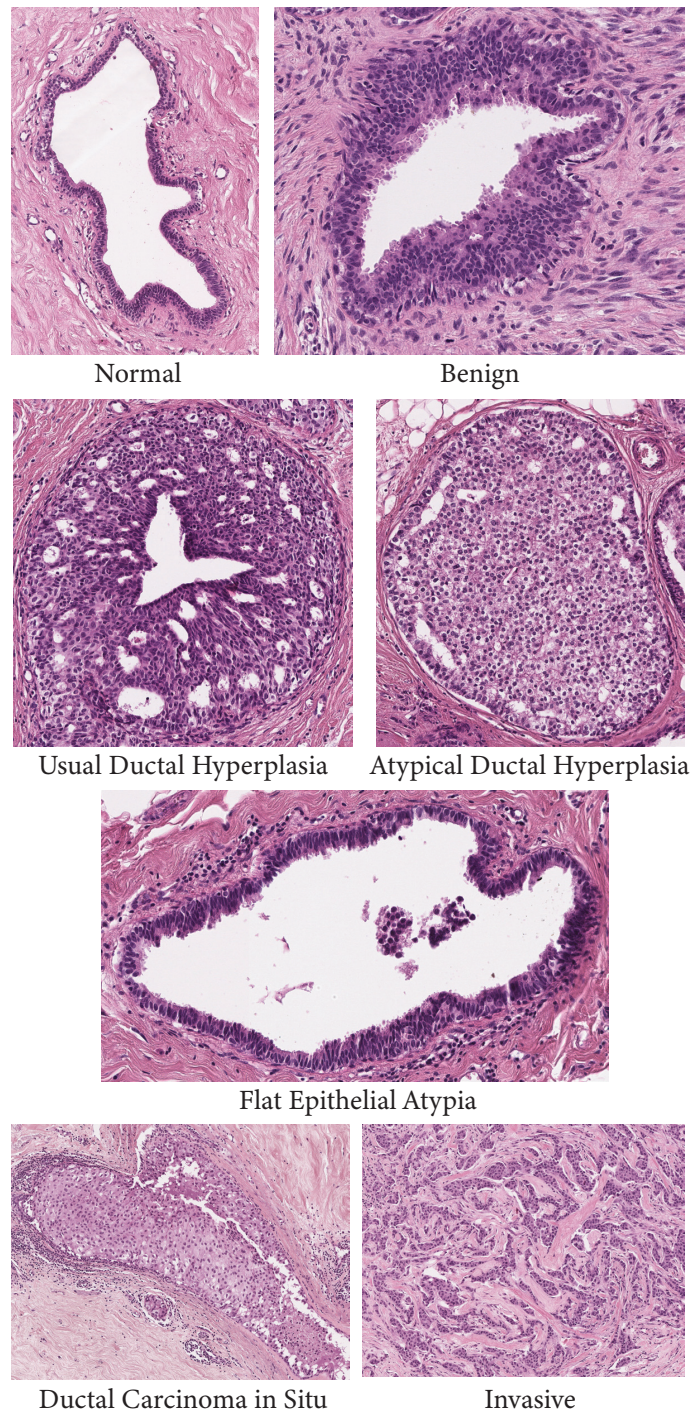 Normal
Benign
Usual Ductal Hyperplasia
Atypical Ductal Hyperplasia
Flat Epithelial Atypia
Ductal Carcinoma in Situ
Invasive